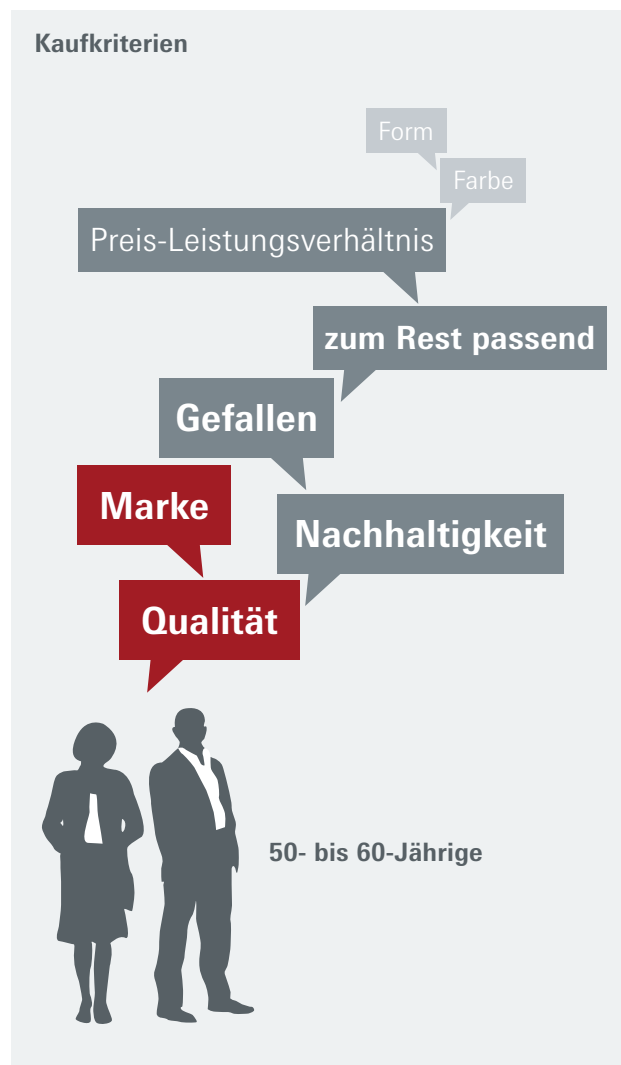 Kaufkriterien
Form
Farbe
Preis-Leistungsverhältnis
zum Rest passend
Gefallen
Marke
Nachhaltigkeit
Qualität
50- bis 60-Jährige